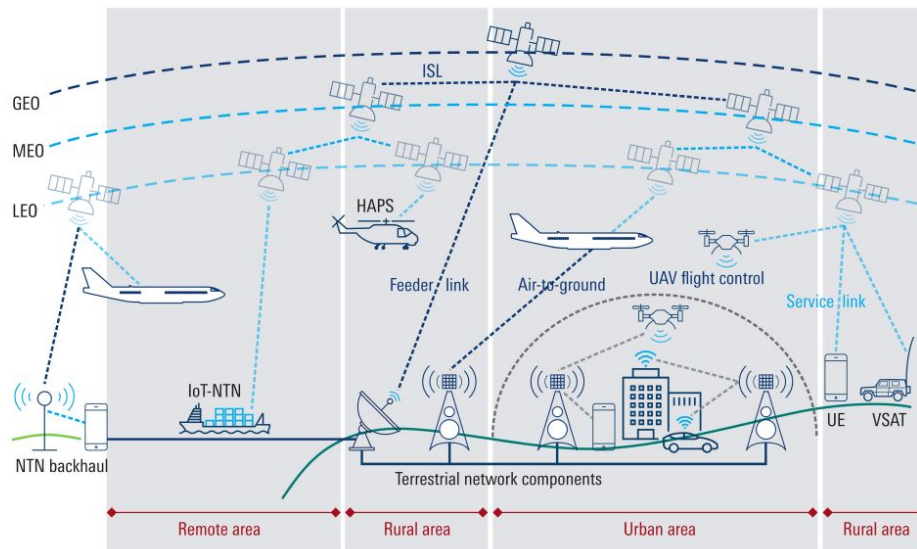 ISL
GEO
MEO
LEO
HAPS
Feeder link
Air-to-ground
UAV flight control
Service link
IoT-NTN
UE
VSAT
NTN backhaul
Terrestrial network components
Remote area
Rural area
Urban area
Rural area